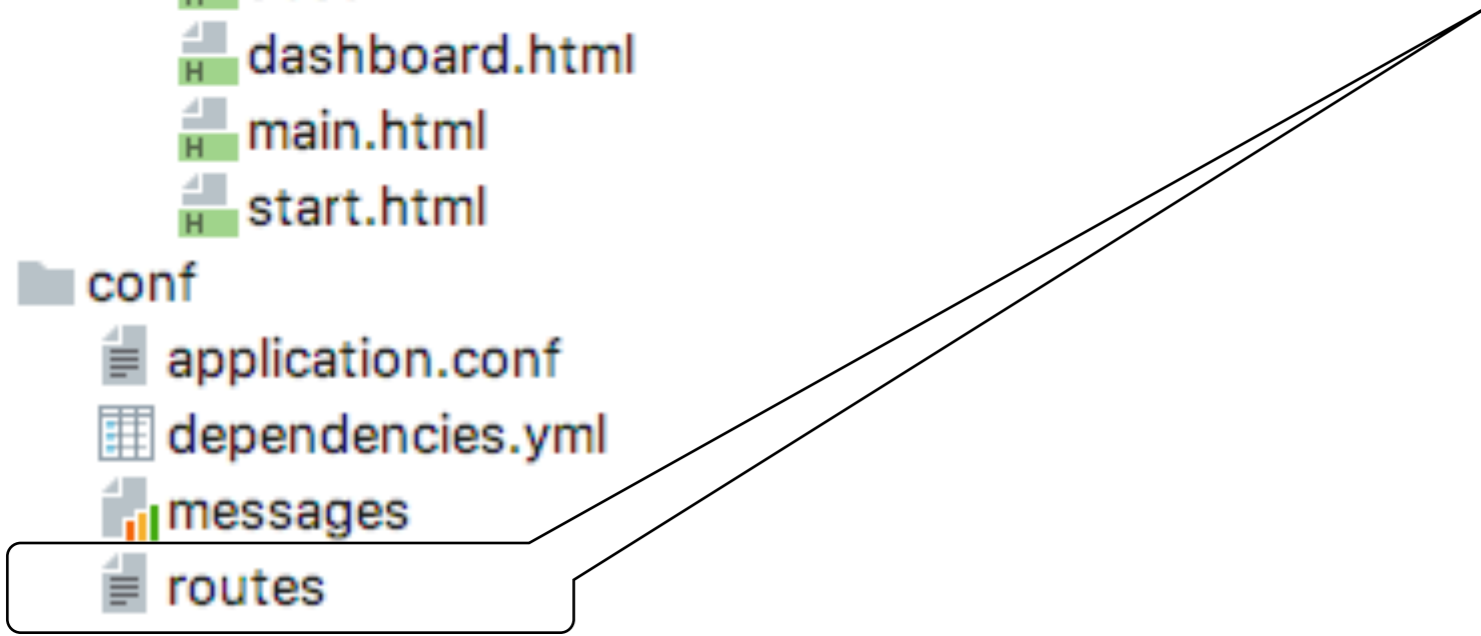 dashboard.html
main.html
start.html
conf
application.conf
dependencies.yml
messages
routes